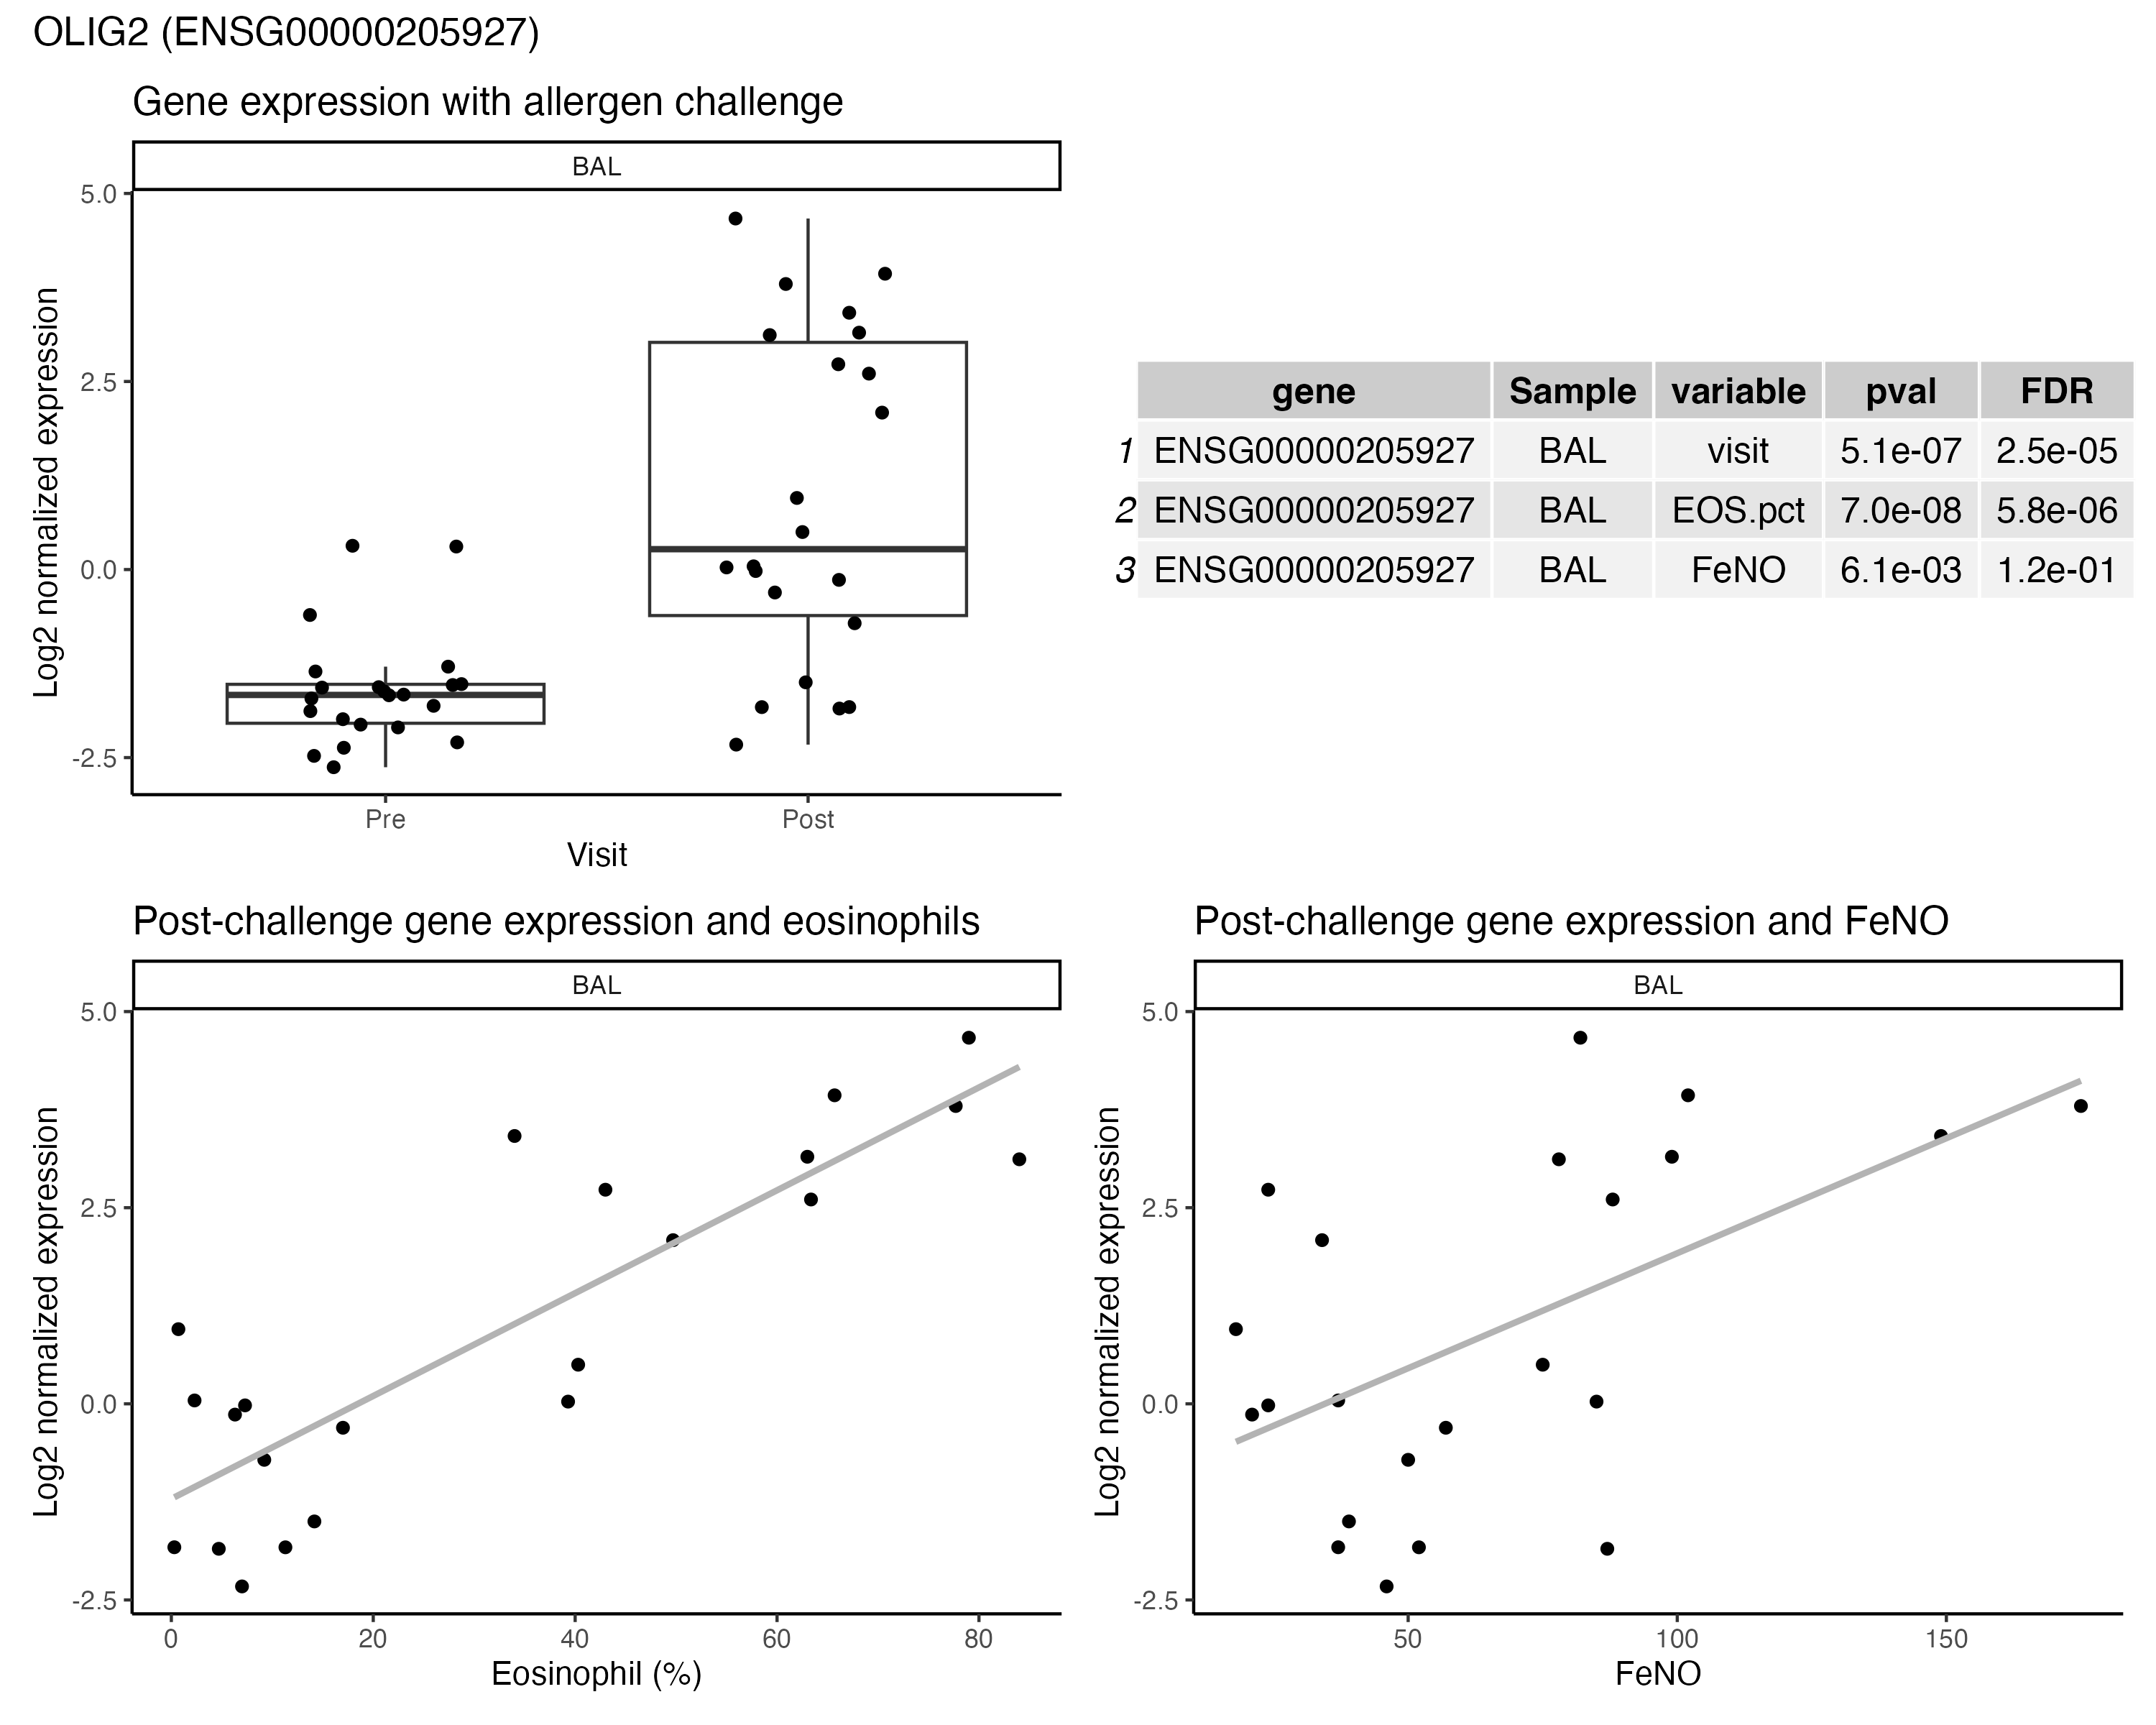 OLIG2 (ENSG00000205927)
Gene expression with allergen challenge
BAL
Log2 normalized expression
5.0
2.5
0.0
-2.5
Pre Post
Visit
gene Sample variable pval FDR
1 ENSG00000205927 BAL visit 5.1e-07 2.5e-05
2 ENSG00000205927 BAL EOS.pct 7.0e-08 5.8e-06
3 ENSG00000205927 BAL FeNO 6.1e-03 1.2e-01
Post-challenge gene expression and eosinophils
BAL
Log2 normalized expression
5.0
2.5
0.0
-2.5
0 20 40 60 80
Eosinophil (%)
Post-challenge gene expression and FeNO
BAL
Log2 normalized expression
5.0
2.5
0.0
-2.5
50 100 150
FeNO